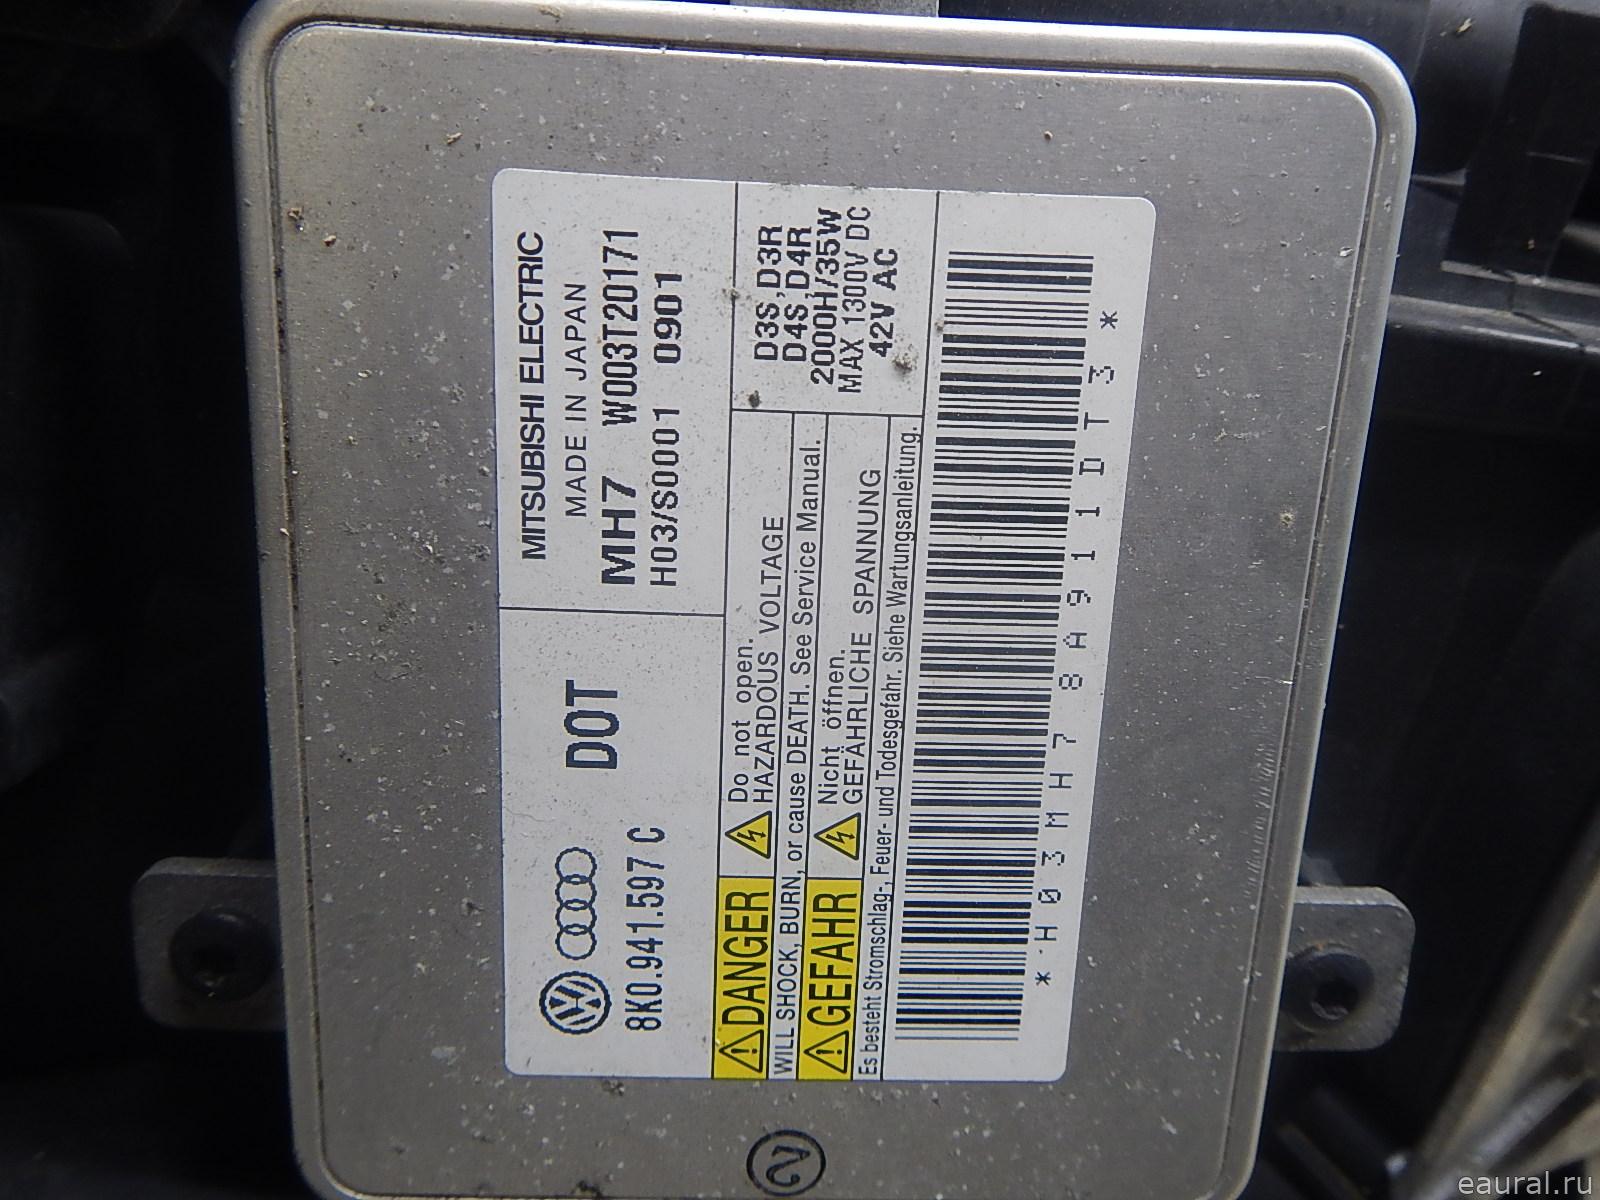 DOT
8K0.941.597 C
MITSUBISHI ELECTRIC
MADE IN JAPAN
MH7 W003T20171
H03/S0001 0901
DANGER
Do not open.
HAZARDOUS VOLTAGE
WILL SHOCK, BURN, or cause DEATH. See Service Manual.
GEFAHR
Nicht öffnen.
GEFÄHRLICHE SPANNUNG
Es besteht Stromschlag-, Feuer- und Todesgefahr. Siehe Wartungsanleitung.
D3S,D3R
D4S,D4R
2000H/35W
MAX 1300V DC
42V AC
*H03MH78A911DT3*
2
eaural.ru